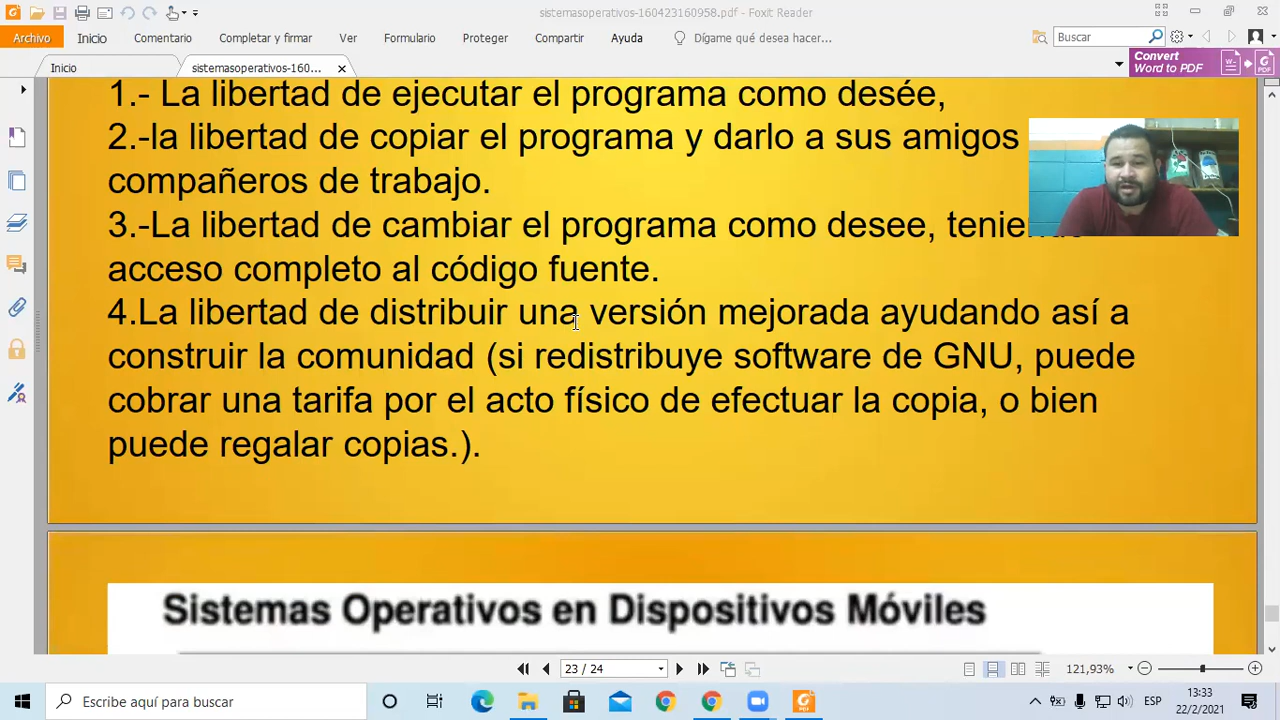 sistemasoperativos-160423160958.pdf - Foxit Reader
Archivo Inicio Comentario Completar y firmar Ver Formulario Proteger Compartir Ayuda Dígame qué desea hacer... Buscar
Inicio sistemasoperativos-160... Convert
Word to PDF
1.- La libertad de ejecutar el programa como desée,
2.-la libertad de copiar el programa y darlo a sus amigos
compañeros de trabajo.
3.-La libertad de cambiar el programa como desee,
acceso completo al código fuente.
4.La libertad de distribuir una versión mejorada ayudando así a
construir la comunidad (si redistribuye software de GNU, puede
cobrar una tarifa por el acto físico de efectuar la copia, o bien
puede regalar copias.).
Sistemas Operativos en Dispositivos Móviles
23 / 24 121,93%
Escribe aquí para buscar ESP 13:33
22/2/2021